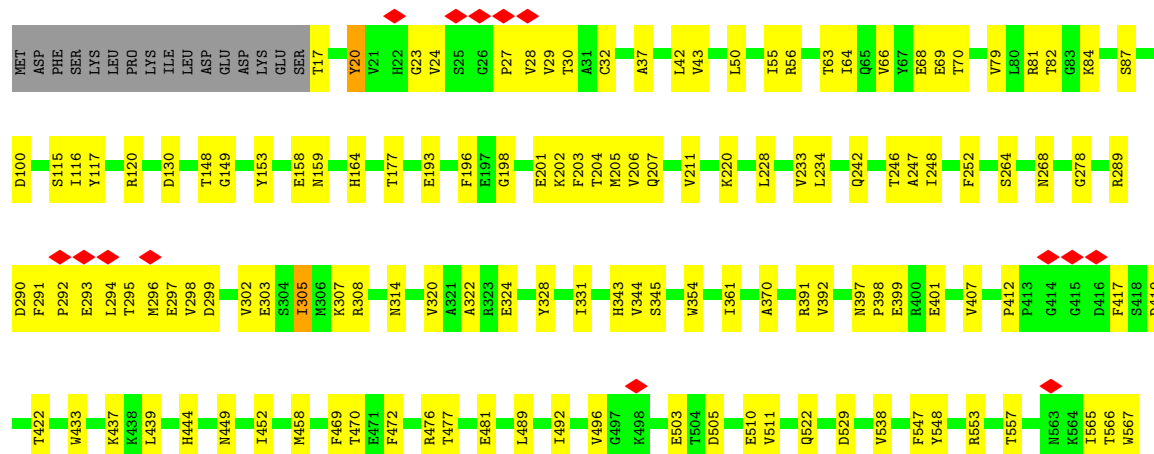 MET ASP PHE SER LYS LEU PRO LYS ILE LEU ASP GLU ASP LYS GLU SER T17 Y20 V21 H22 G23 V24 S25 G26 P27 V28 V29 T30 A31 C32 A37 L42 V43 L50 I55 R56 T63 I64 Q65 V66 Y67 E68 E69 T70 V79 L80 R81 T82 G83 K84 S87
D100 S115 I116 Y117 R120 D130 T148 G149 Y153 E158 N159 H164 T177 E193 F196 E197 G198 E201 K202 F203 T204 M205 V206 Q207 V211 K220 L228 V233 L234 Q242 T246 A247 I248 F252 S264 N268 G278 R289
D290 F291 P292 E293 L294 T295 M296 E297 V298 D299 V302 E303 S304 I305 M306 K307 R308 N314 V320 A321 A322 R323 E324 Y328 I331 H343 V344 S345 W354 I361 A370 R391 V392 N397 P398 E399 R400 E401 V407 P412 P413 G414 G415 D416 F417 S418
T422 W433 K437 K438 L439 H444 N449 I452 M458 F469 T470 E471 F472 R476 T477 E481 L489 I492 V496 G497 K498 E503 T504 D505 E510 V511 Q522 D529 V538 F547 Y548 R553 T557 N563 K564 I565 T566 W567